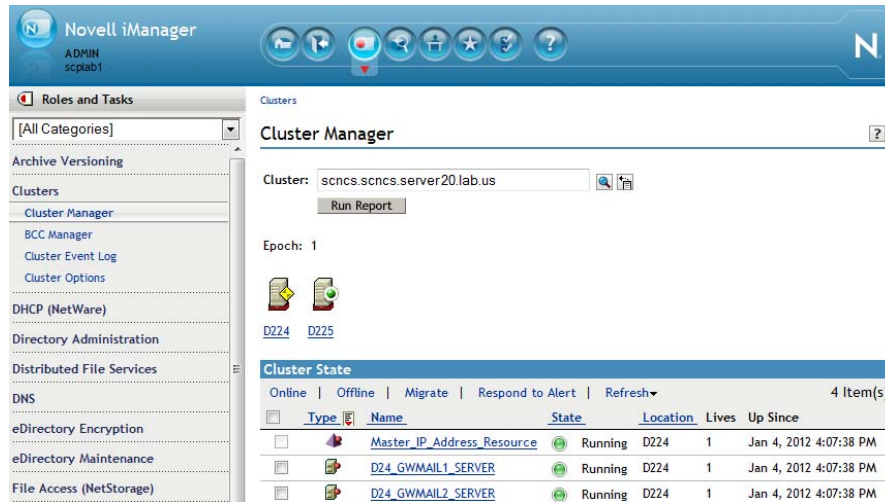 Novell iManager
ADMIN
scplab1
N
Roles and Tasks
[All Categories]
Archive Versioning
Clusters
Cluster Manager
BCC Manager
Cluster Event Log
Cluster Options
DHCP (NetWare)
Directory Administration
Distributed File Services
DNS
eDirectory Encryption
eDirectory Maintenance
File Access (NetStorage)
Clusters
Cluster Manager
?
Cluster: scncs.scncs.server20.lab.us
Run Report
Epoch: 1
D224 D225
Cluster State
Online | Offline | Migrate | Respond to Alert | Refresh 4 Item(s
Type Name State Location Lives Up Since
Master_IP_Address_Resource Running D224 1 Jan 4, 2012 4:07:38 PM
D24_GWMAIL1_SERVER Running D224 1 Jan 4, 2012 4:07:38 PM
D24_GWMAIL2_SERVER Running D224 1 Jan 4, 2012 4:07:38 PM